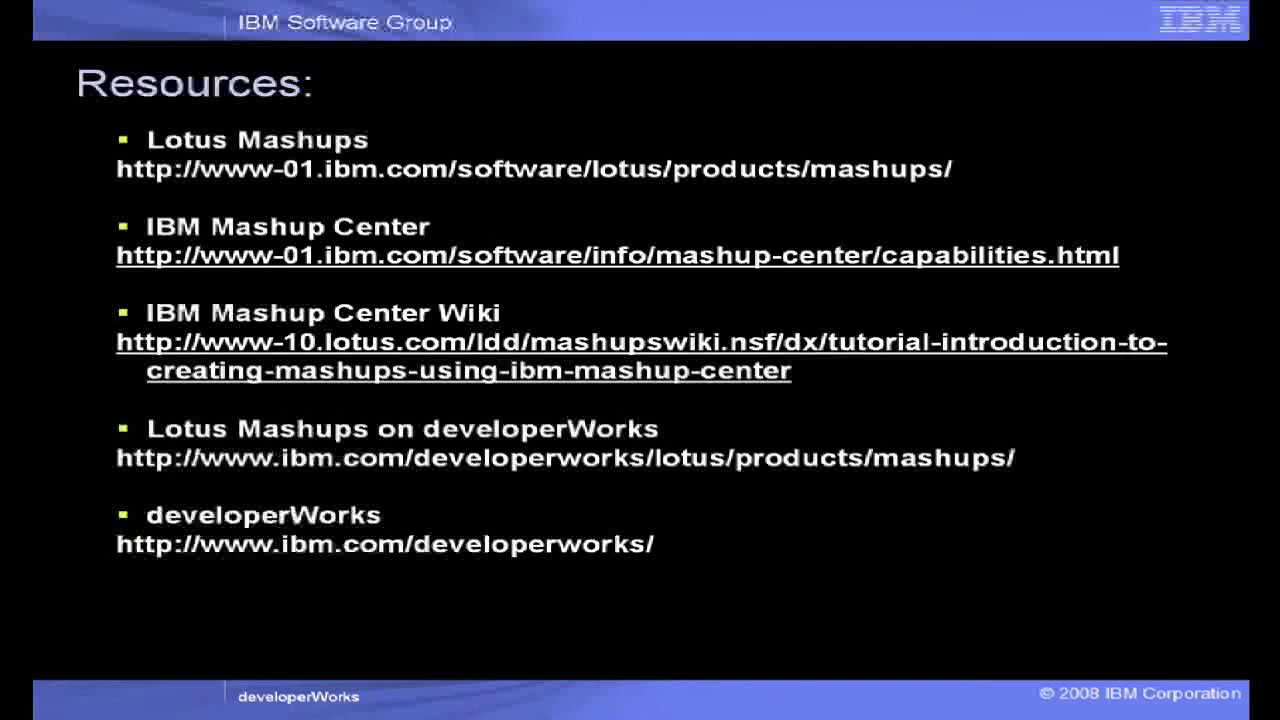 IBM Software Group
IBM
Resources:
▪ Lotus Mashups
http://www-01.ibm.com/software/lotus/products/mashups/
▪ IBM Mashup Center
http://www-01.ibm.com/software/info/mashup-center/capabilities.html
▪ IBM Mashup Center Wiki
http://www-10.lotus.com/ldd/mashupswiki.nsf/dx/tutorial-introduction-to-
creating-mashups-using-ibm-mashup-center
▪ Lotus Mashups on developerWorks
http://www.ibm.com/developerworks/lotus/products/mashups/
▪ developerWorks
http://www.ibm.com/developerworks/
developerWorks
© 2008 IBM Corporation